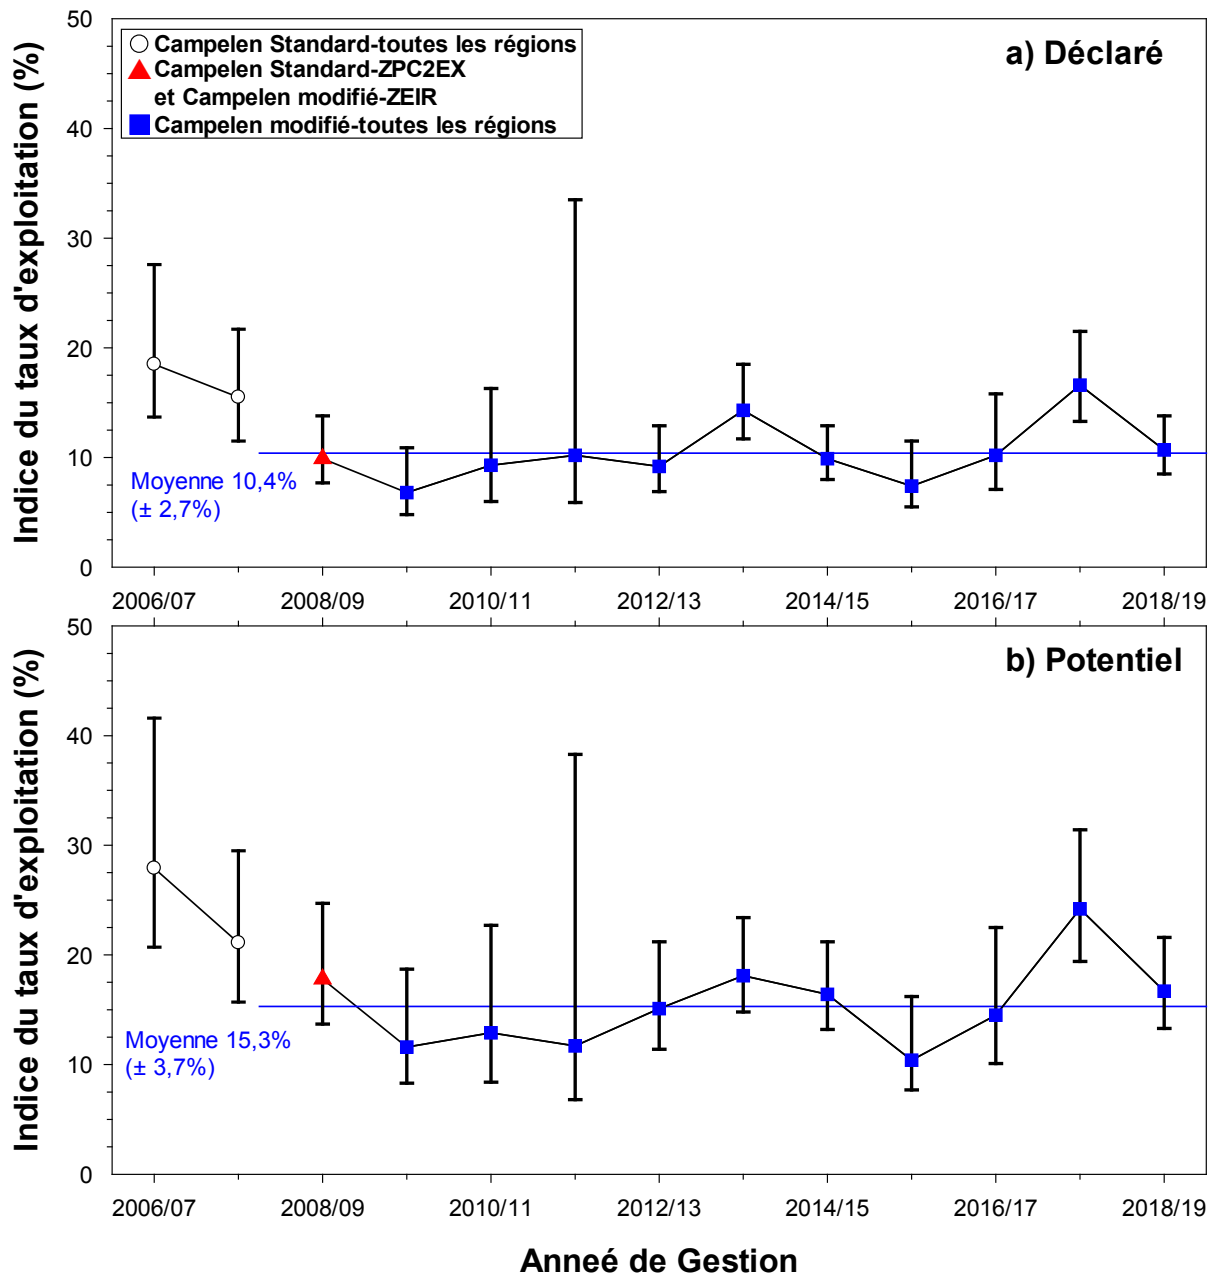 50
40
30
20
10
0
Indice du taux d'exploitation (%)
Campelen Standard-toutes les régions
Campelen Standard-ZPC2EX
et Campelen modifié-ZEIR
Campelen modifié-toutes les régions
a) Déclaré
Moyenne 10,4%
(± 2,7%)
2006/07 2008/09 2010/11 2012/13 2014/15 2016/17 2018/19
50
40
30
20
10
0
Indice du taux d'exploitation (%)
b) Potentiel
Moyenne 15,3%
(± 3,7%)
2006/07 2008/09 2010/11 2012/13 2014/15 2016/17 2018/19
Anneé de Gestion